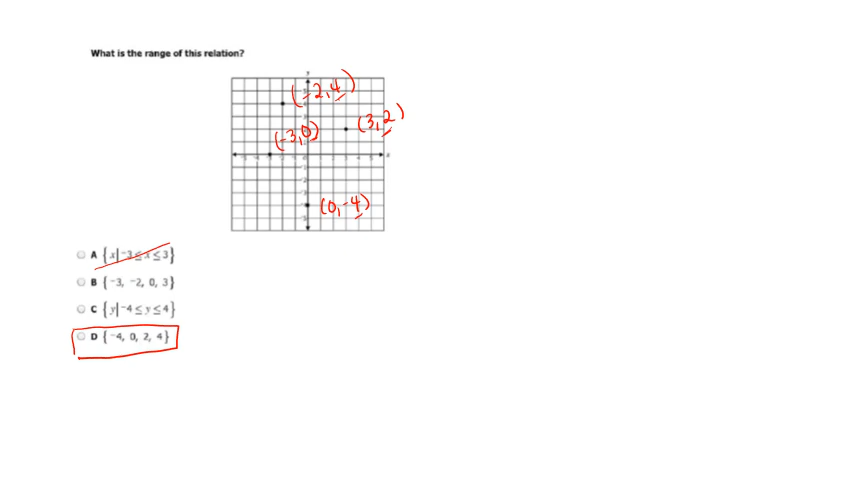 What is the range of this relation?
y
(-2,4)
(3,2)
(-3,0)
x
(0,-4)
A {x|⁻3 ≤ x ≤ 3}
B {⁻3, ⁻2, 0, 3}
C {y|⁻4 ≤ y ≤ 4}
D {⁻4, 0, 2, 4}